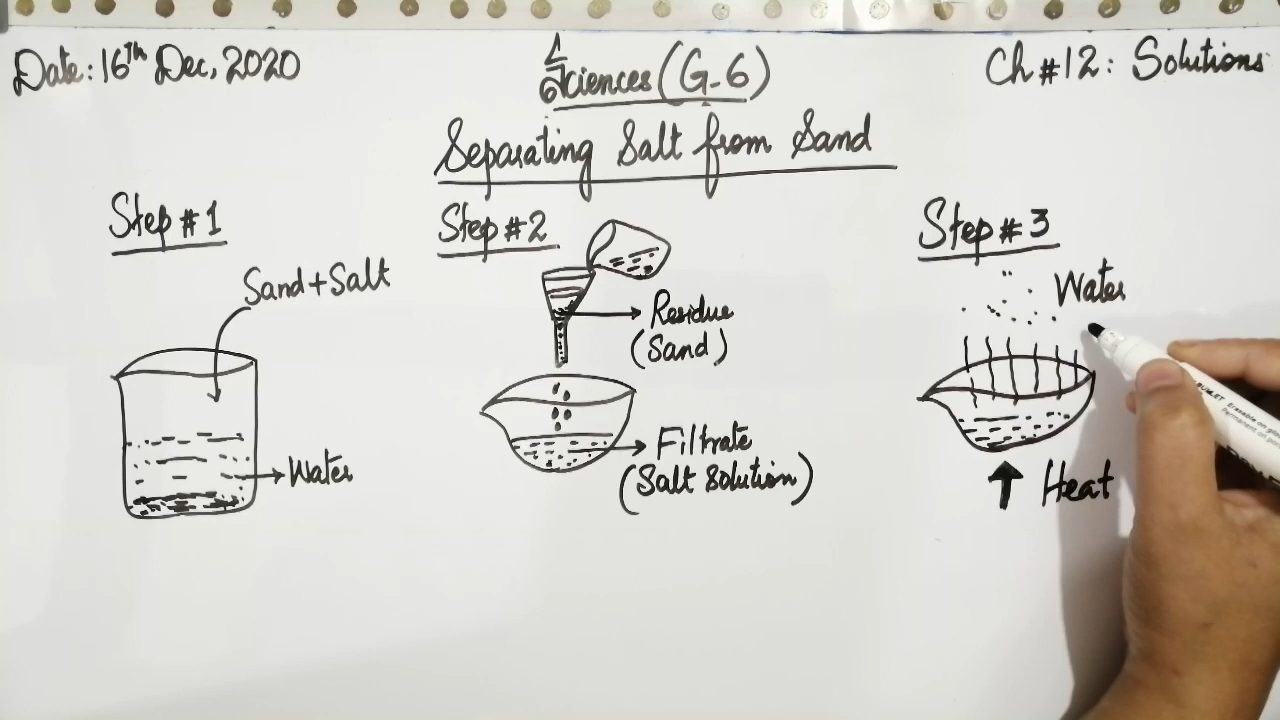 Date: 16Th Dec, 2020
Sciences (G-6)
Ch # 12: Solutions
Separating Salt from Sand
Step # 1
Sand + Salt
Water
Step # 2
Residue
(Sand)
Filtrate
(Salt Solution)
Step # 3
Water
Heat